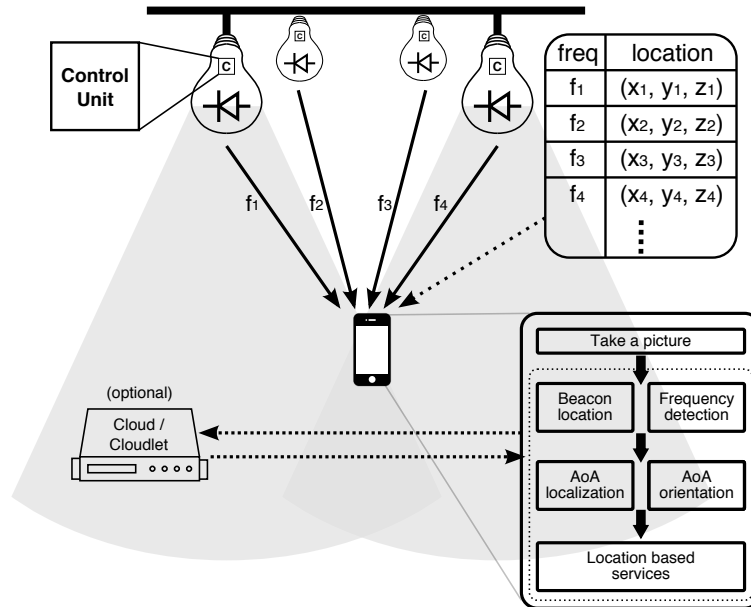 Control
Unit
C
C
C
C
freq location
f1 (x1, y1, z1)
f2 (x2, y2, z2)
f3 (x3, y3, z3)
f4 (x4, y4, z4)
f1
f2
f3
f4
Take a picture
Beacon
location
Frequency
detection
AoA
localization
AoA
orientation
Location based
services
(optional)
Cloud /
Cloudlet